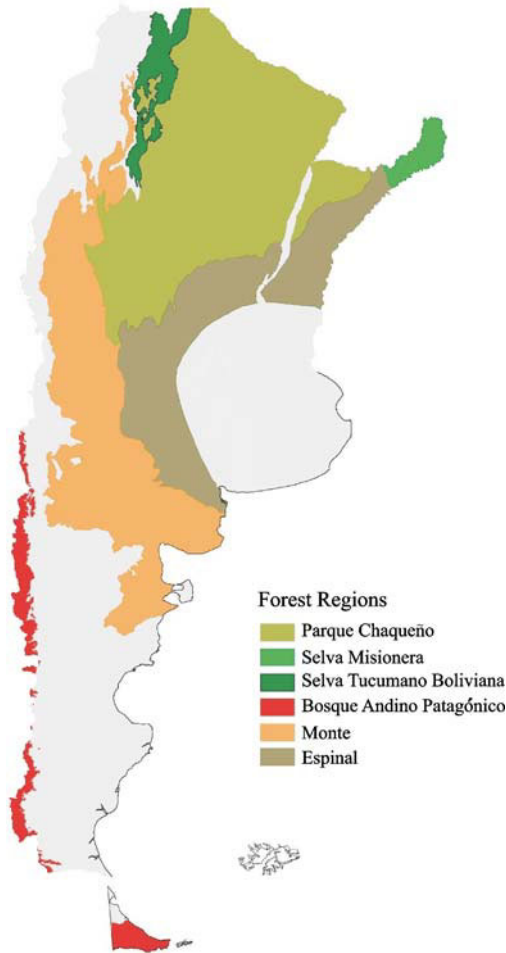 Forest Regions
Parque Chaqueño
Selva Misionera
Selva Tucumano Boliviana
Bosque Andino Patagónico
Monte
Espinal